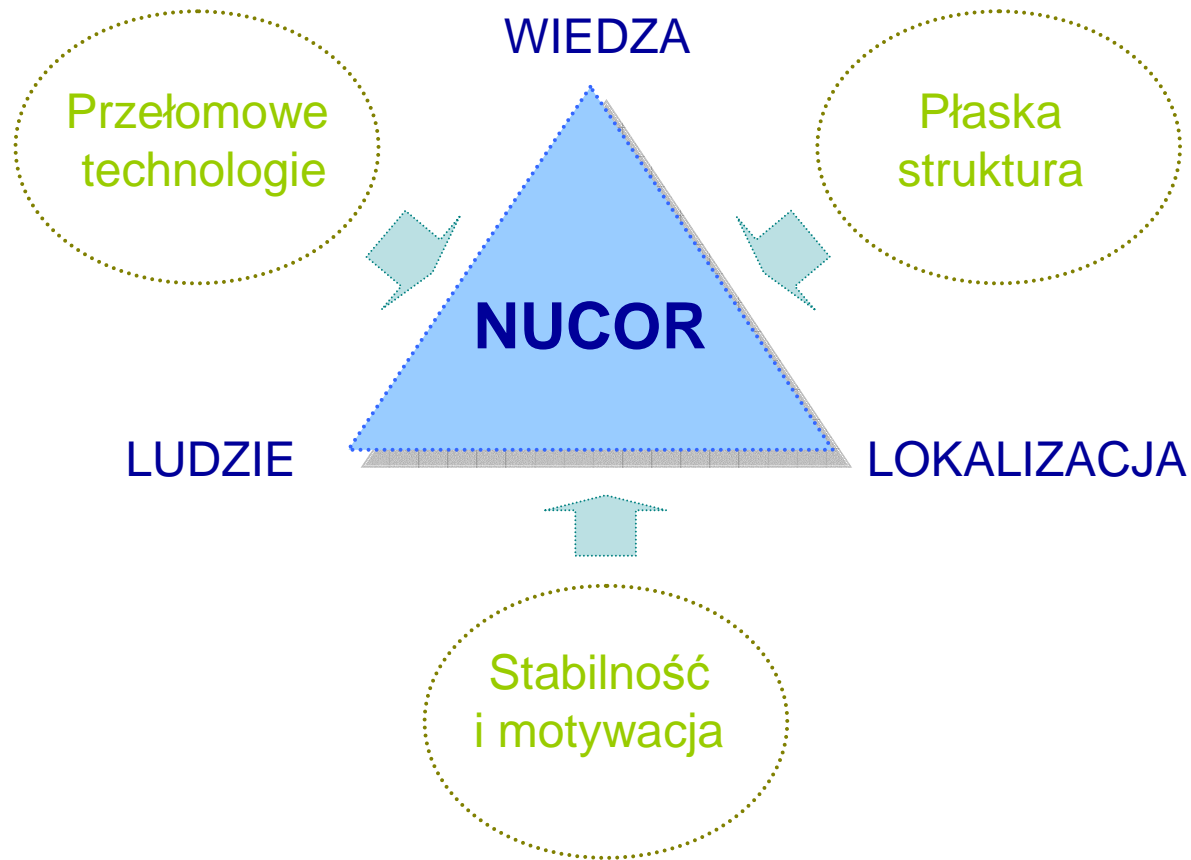 WIEDZA
Przełomowe
technologie
Płaska
struktura
NUCOR
LUDZIE
LOKALIZACJA
Stabilność
i motywacja